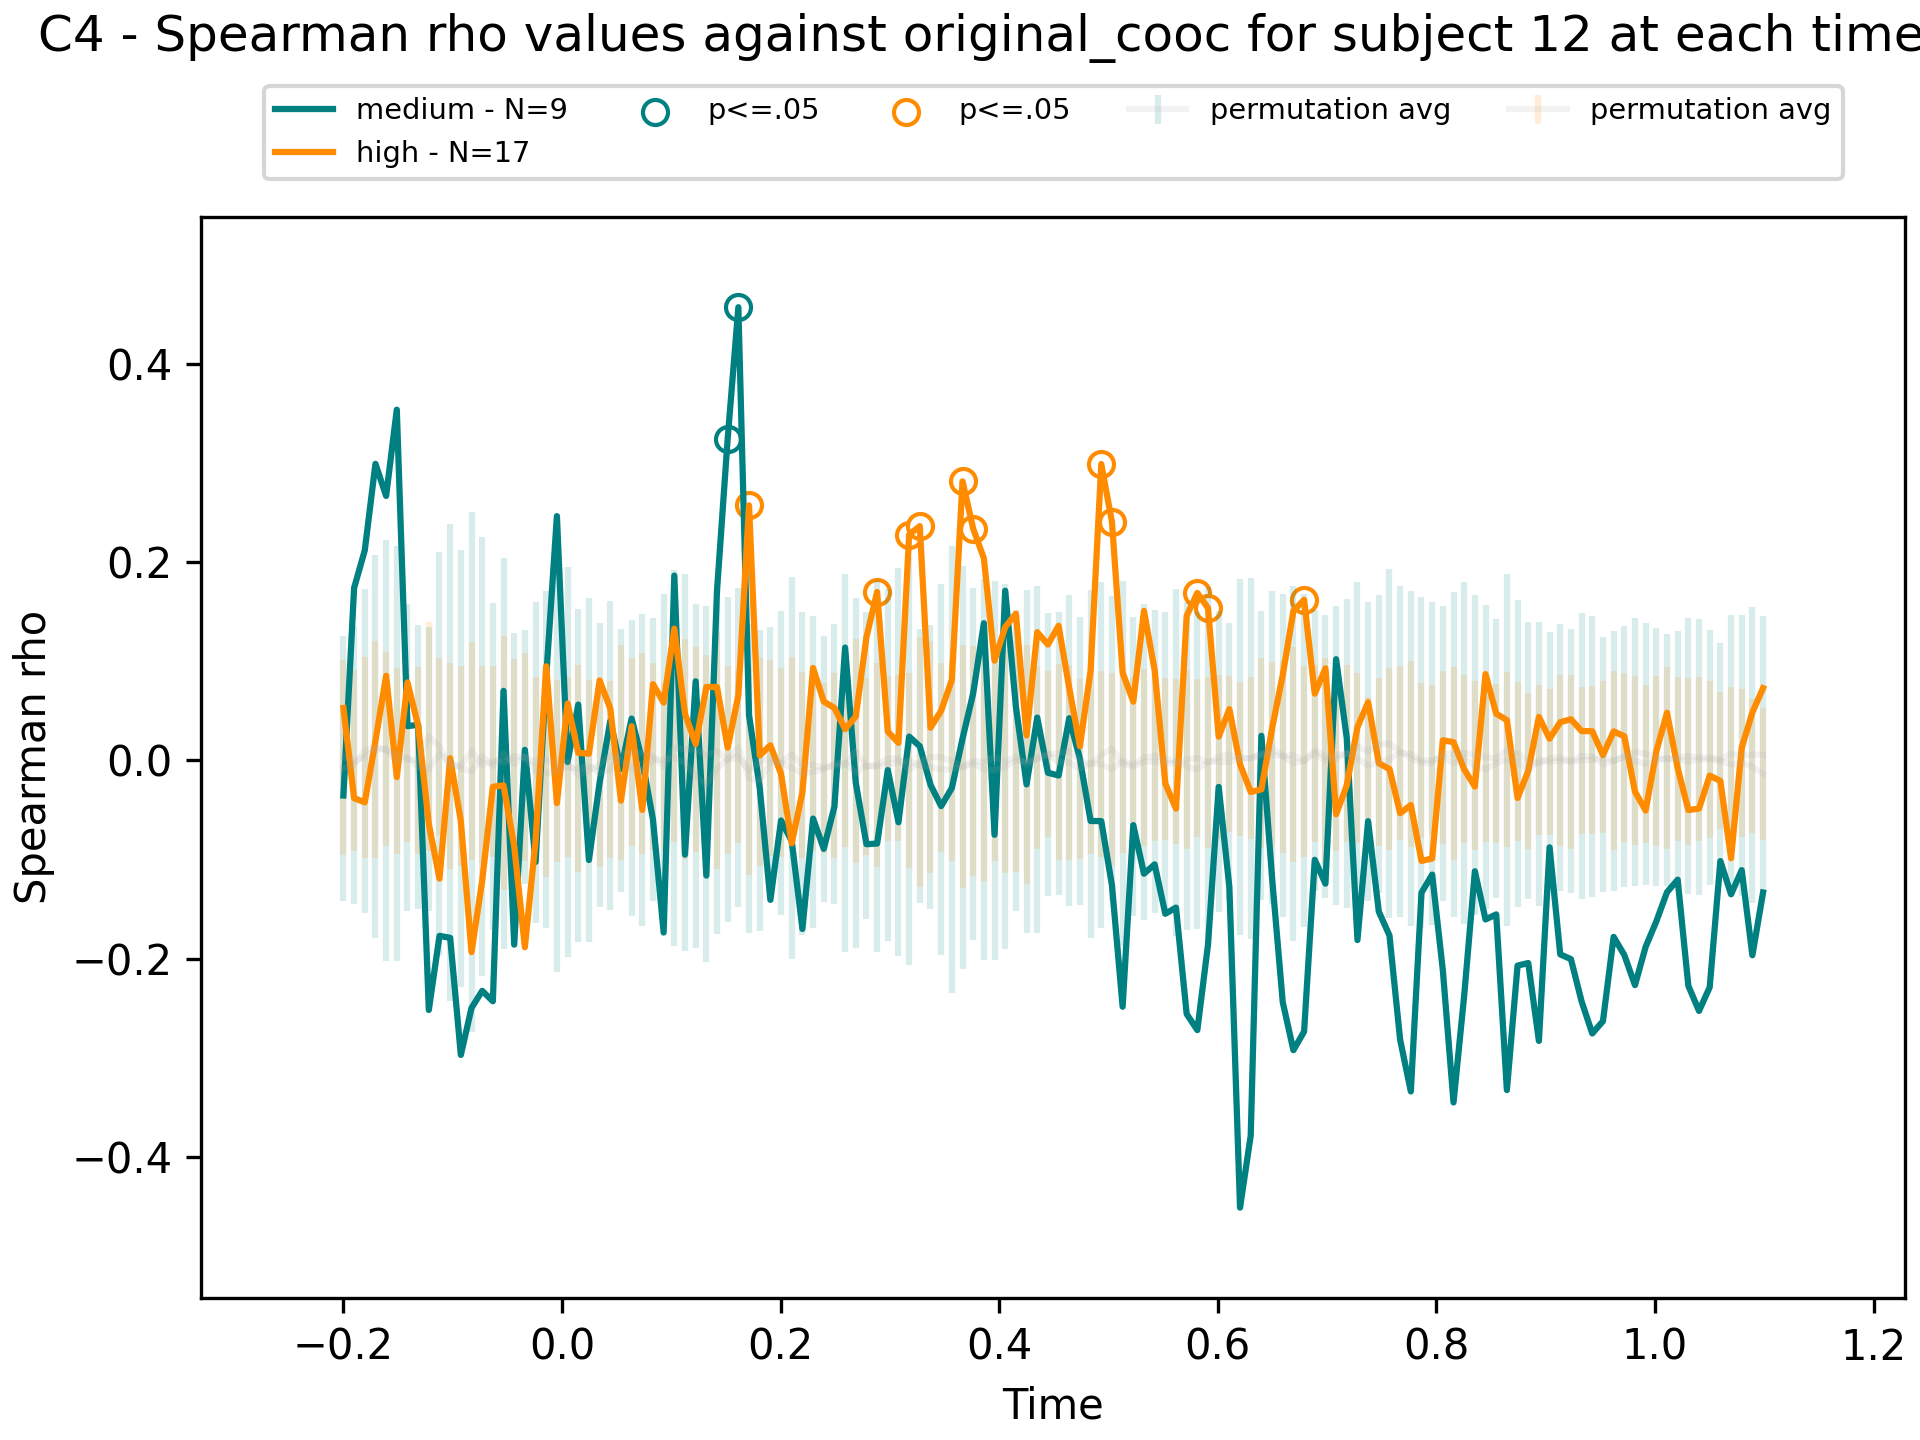 C4 - Spearman rho values against original_cooc for subject 12 at each time
medium - N=9
high - N=17
p<=.05
p<=.05
permutation avg
permutation avg
Spearman rho
0.4
0.2
0.0
−0.2
−0.4
−0.2
0.0
0.2
0.4
0.6
0.8
1.0
1.2
Time